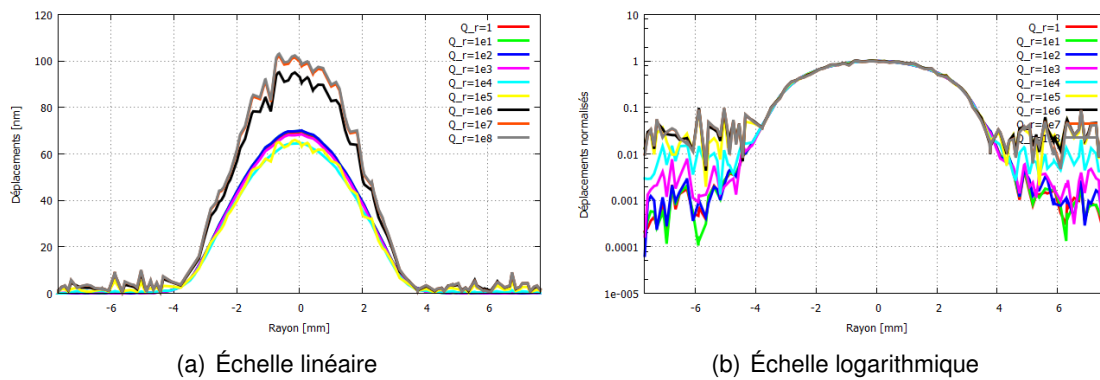 120
100
80
60
40
20
0
Déplacements [nm]
-6
-4
-2
0
2
4
6
Rayon [mm]
Q_r=1
Q_r=1e1
Q_r=1e2
Q_r=1e3
Q_r=1e4
Q_r=1e5
Q_r=1e6
Q_r=1e7
Q_r=1e8
(a) Échelle linéaire
10
1
0.1
0.01
0.001
0.0001
1e-005
Déplacements normalisés
-6
-4
-2
0
2
4
6
Rayon [mm]
Q_r=1
Q_r=1e1
Q_r=1e2
Q_r=1e3
Q_r=1e4
Q_r=1e5
Q_r=1e6
Q_r=1e7
(b) Échelle logarithmique